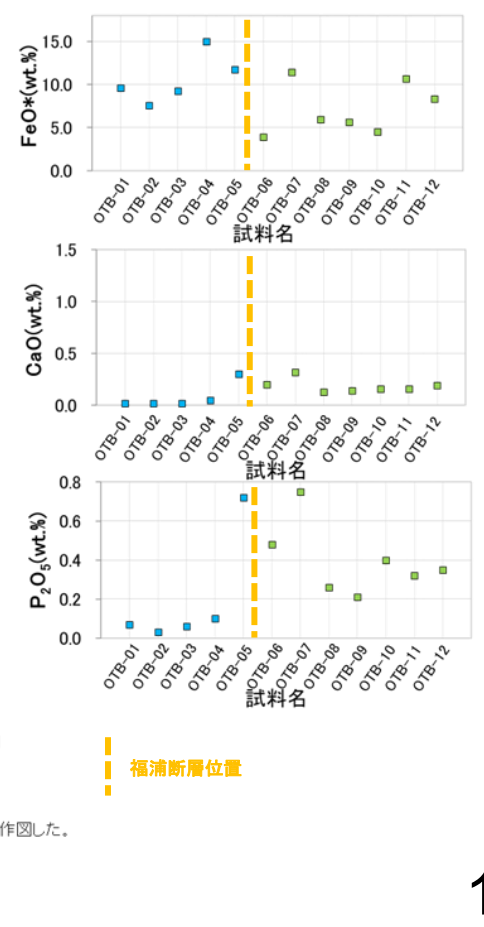 FeO*(wt.%)
15.0
10.0
5.0
0.0
OTB-01 OTB-02 OTB-03 OTB-04 OTB-05 OTB-06 OTB-07 OTB-08 OTB-09 OTB-10 OTB-11 OTB-12
試料名
CaO(wt.%)
1.5
1.0
0.5
0.0
OTB-01 OTB-02 OTB-03 OTB-04 OTB-05 OTB-06 OTB-07 OTB-08 OTB-09 OTB-10 OTB-11 OTB-12
試料名
P₂O₅(wt.%)
0.8
0.6
0.4
0.2
0.0
OTB-01 OTB-02 OTB-03 OTB-04 OTB-05 OTB-06 OTB-07 OTB-08 OTB-09 OTB-10 OTB-11 OTB-12
試料名
福浦断層位置
作図した。